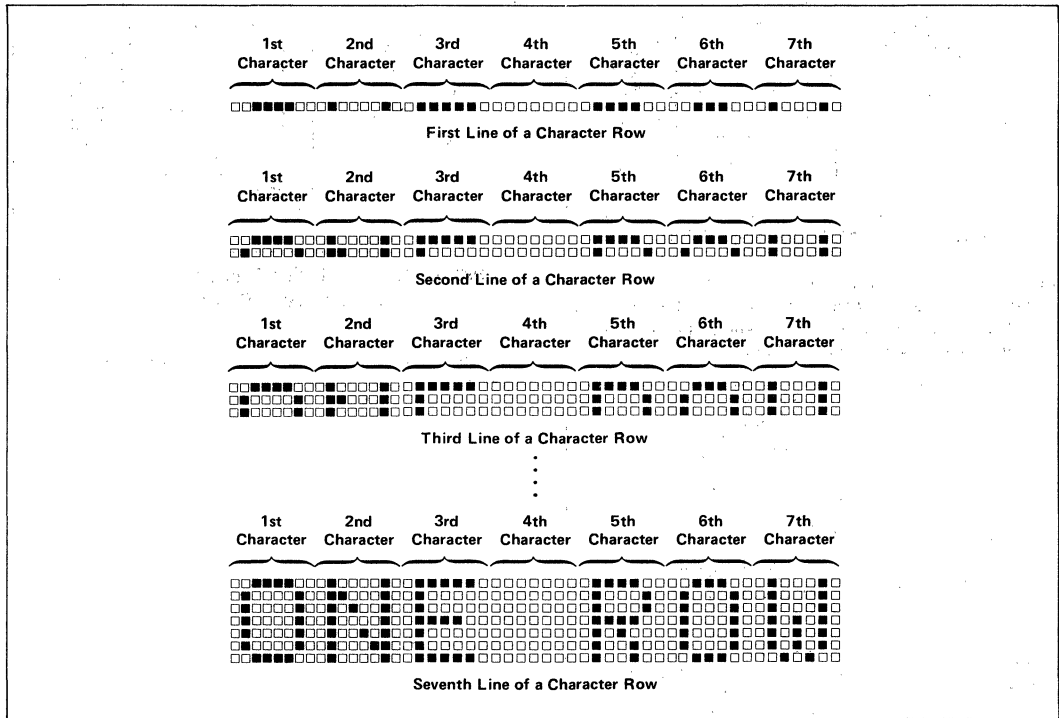 1st 2nd 3rd 4th 5th 6th 7th
Character Character Character Character Character Character Character
First Line of a Character Row
1st 2nd 3rd 4th 5th 6th 7th
Character Character Character Character Character Character Character
Second Line of a Character Row
1st 2nd 3rd 4th 5th 6th 7th
Character Character Character Character Character Character Character
Third Line of a Character Row
1st 2nd 3rd 4th 5th 6th 7th
Character Character Character Character Character Character Character
ONE ROW
Seventh Line of a Character Row